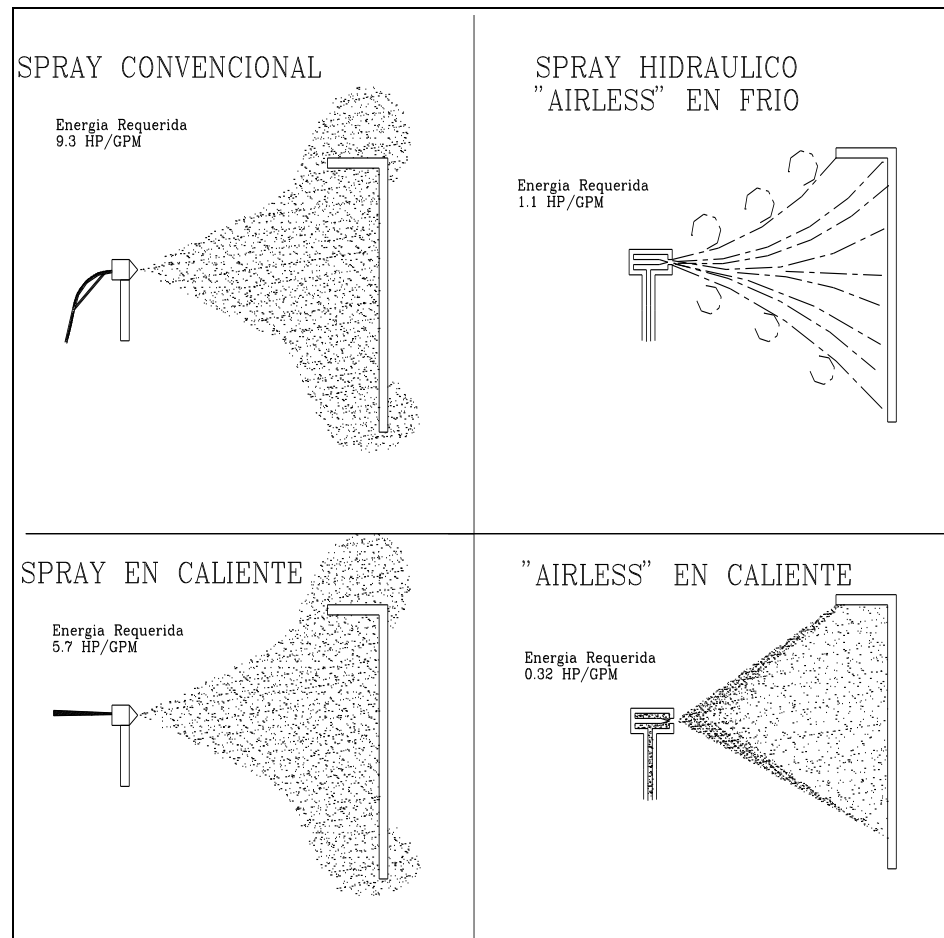 SPRAY CONVENCIONAL
Energia Requerida
9.3 HP/GPM
SPRAY HIDRAULICO
"AIRLESS" EN FRIO
Energia Requerida
1.1 HP/GPM
SPRAY EN CALIENTE
Energia Requerida
5.7 HP/GPM
"AIRLESS" EN CALIENTE
Energia Requerida
0.32 HP/GPM